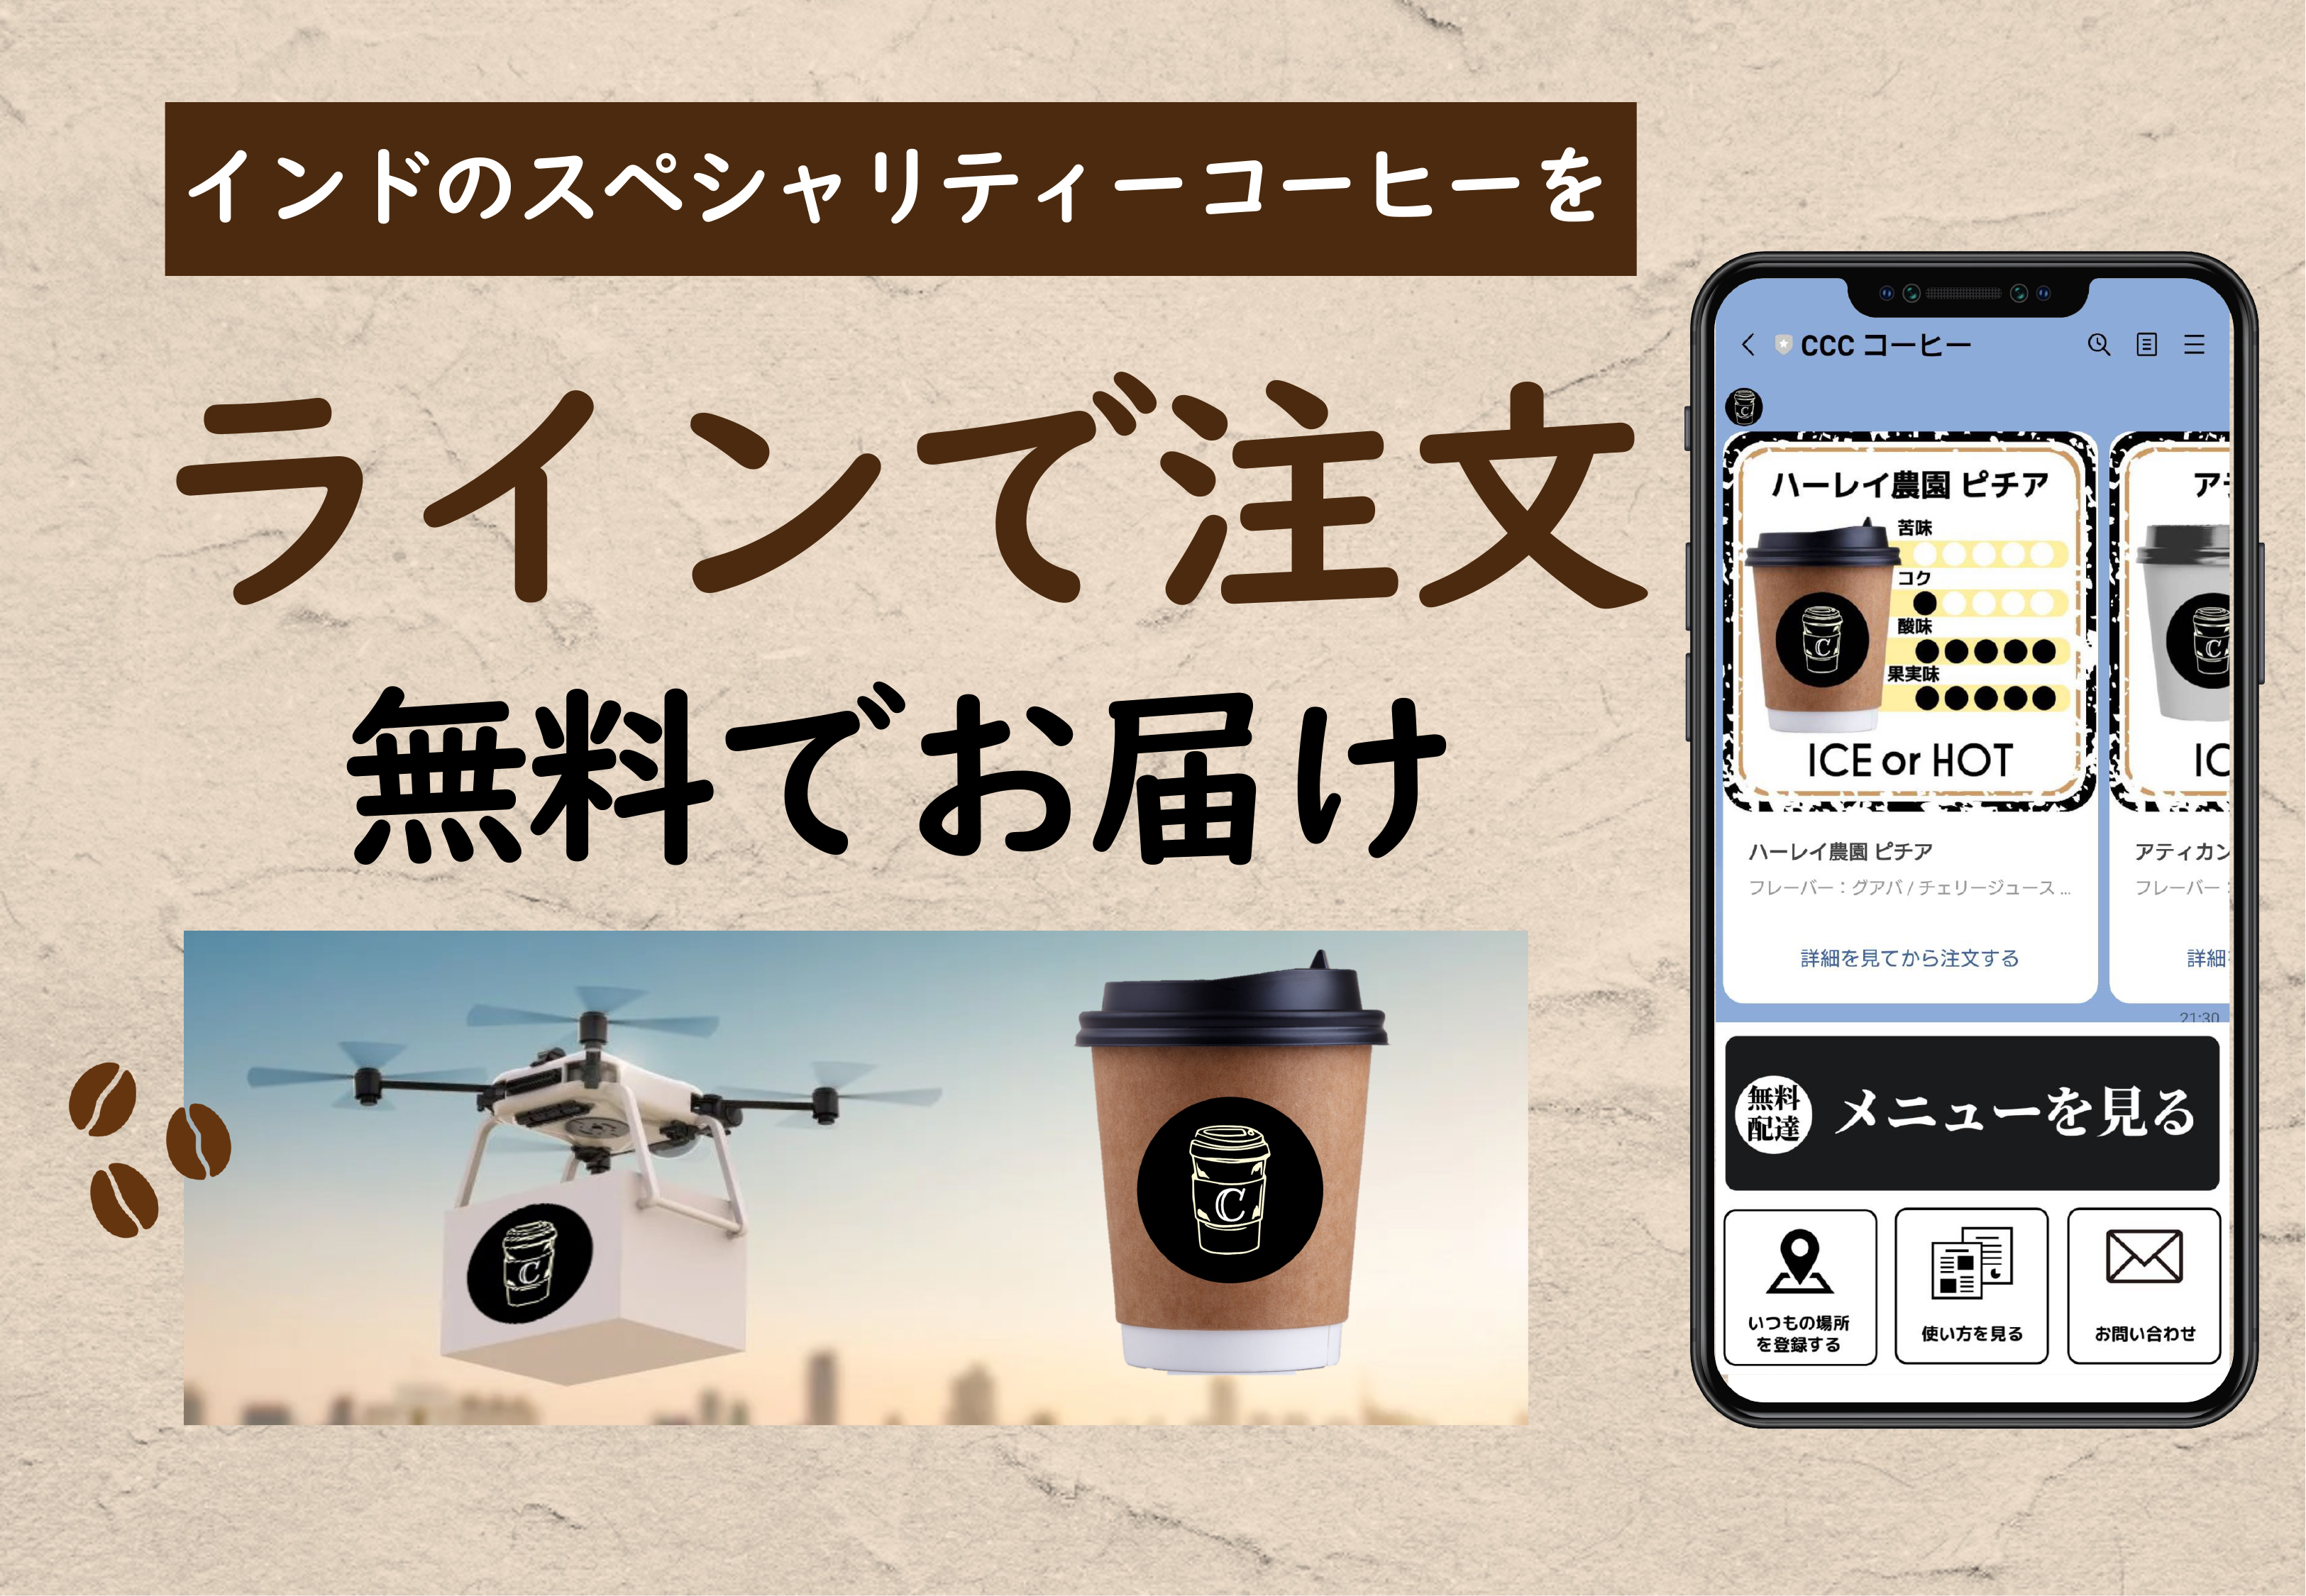 インドのスペシャリティーコーヒーを
ラインで注文
無料でお届け
C
C
CCC コーヒー
C
ハーレイ農園 ピチア
苦味
コク
酸味
果実味
C
ICE or HOT
ハーレイ農園 ピチア
フレーバー：グアバ / チェリージュース ...
詳細を見てから注文する
ア
C
IC
アティカン
フレーバー：
詳細
21:30
無料
配達
メニューを見る
いつもの場所
を登録する
使い方を見る
お問い合わせ